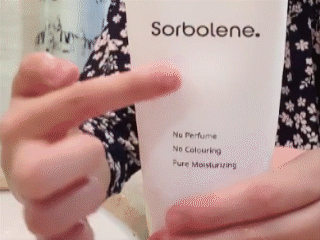 Sorbolene.
No Perfume
No Colouring
Pure Moisturizing